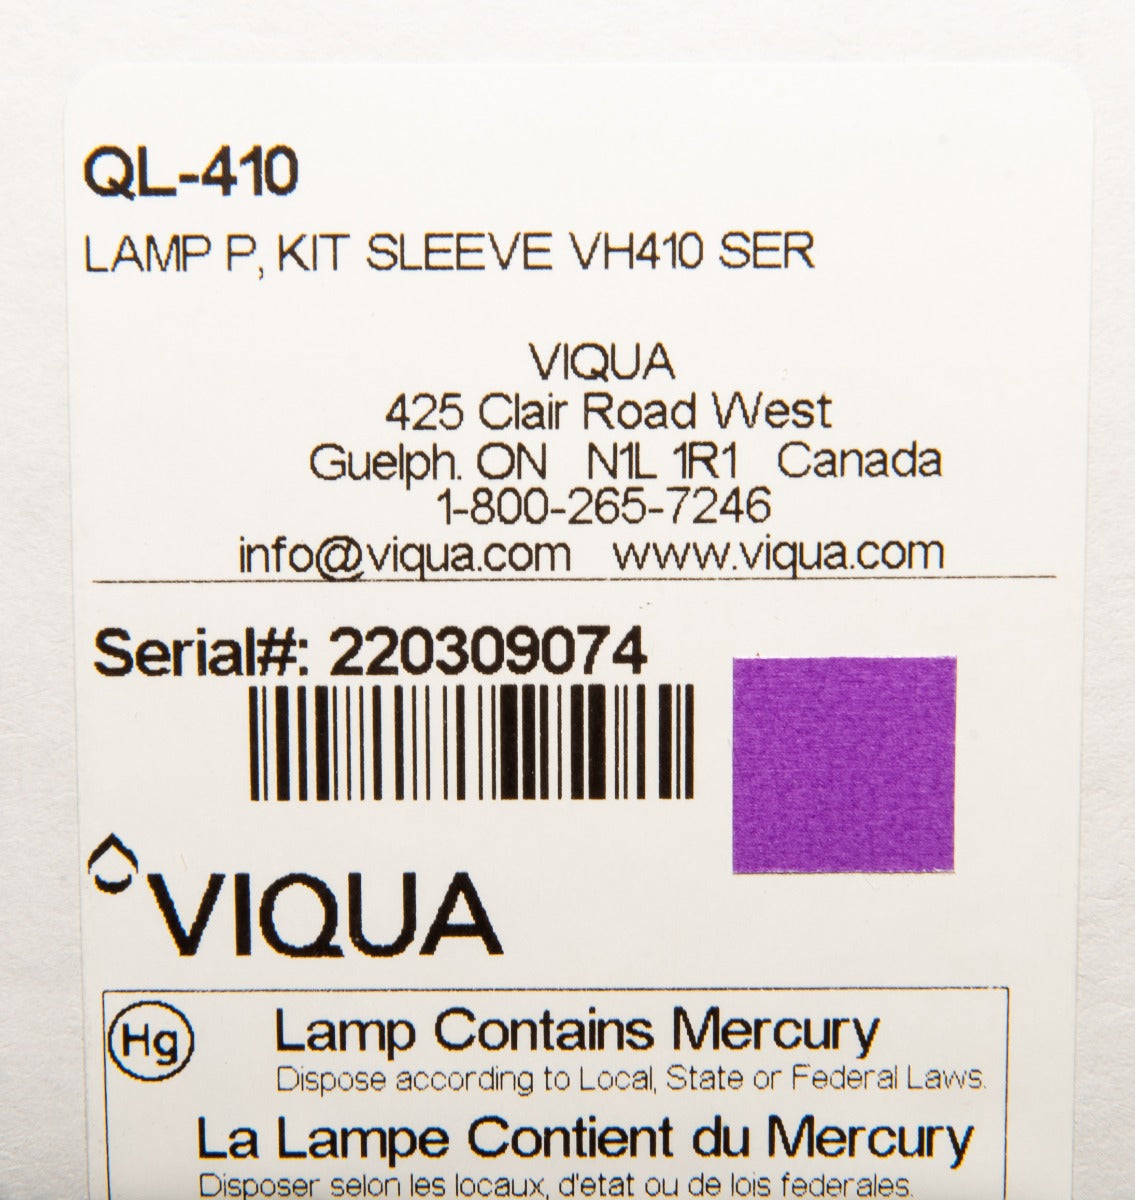 QL-410
LAMP P, KIT SLEEVE VH410 SER
VIQUA
425 Clair Road West
Guelph. ON N1L 1R1 Canada
1-800-265-7246
info@viqua.com www.viqua.com
Serial#: 220309074
VIQUA
Hg
Lamp Contains Mercury
Dispose according to Local, State or Federal Laws.
La Lampe Contient du Mercury
Disposer selon les locaux, d'etat ou de lois federales.